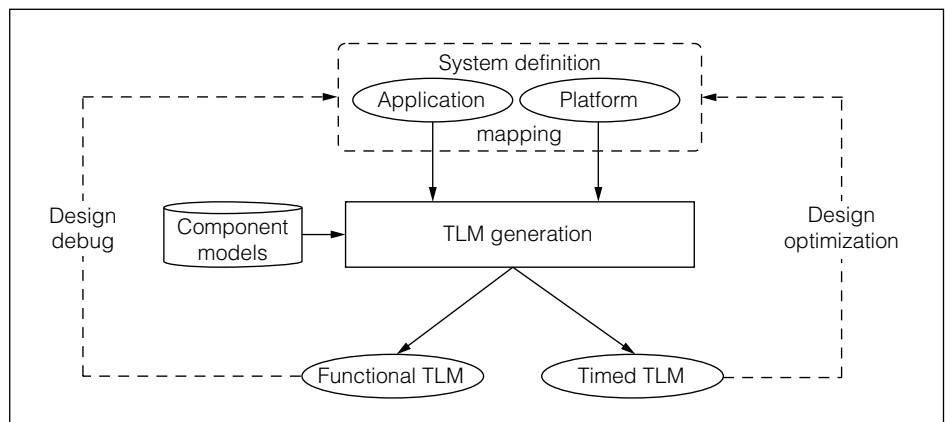 System definition
Application
Platform
mapping
Design
debug
Component
models
TLM generation
Design
optimization
Functional TLM
Timed TLM